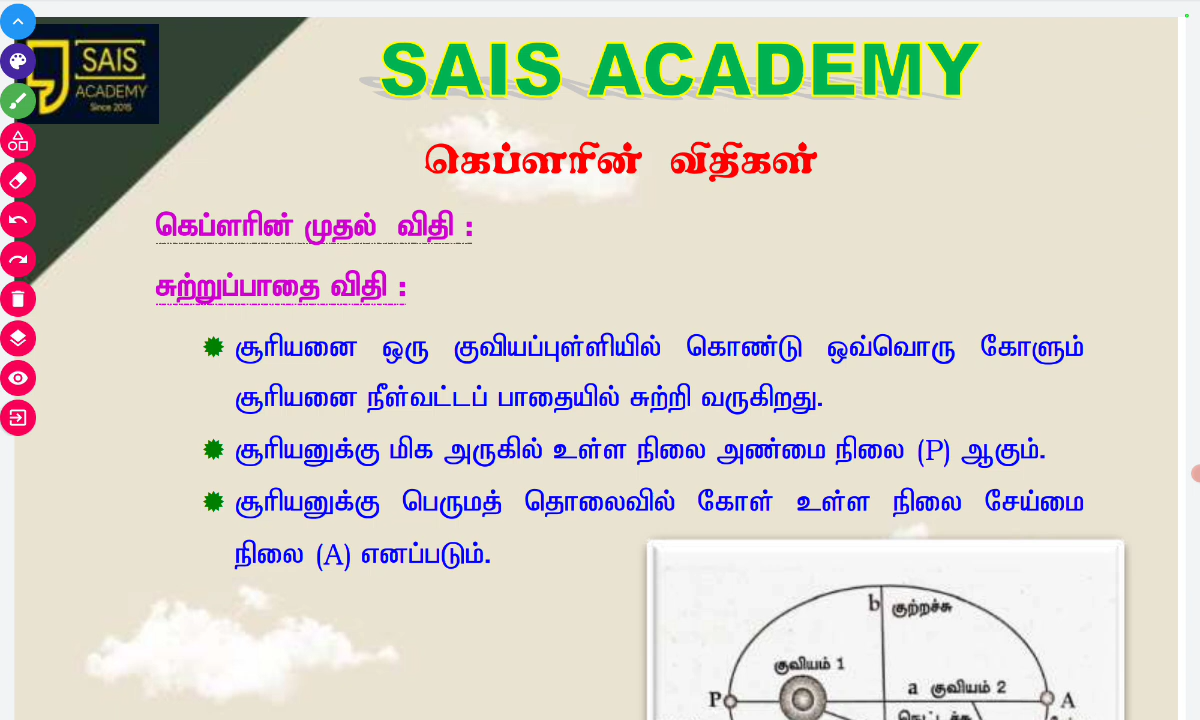 SAIS
ACADEMY
Since 2015
SAIS ACADEMY
கெப்ளரின் விதிகள்
கெப்ளரின் முதல் விதி :
சுற்றுப்பாதை விதி :
சூரியனை ஒரு குவியப்புள்ளியில் கொண்டு ஒவ்வொரு கோளும்
சூரியனை நீள்வட்டப் பாதையில் சுற்றி வருகிறது.
சூரியனுக்கு மிக அருகில் உள்ள நிலை அண்மை நிலை (P) ஆகும்.
சூரியனுக்கு பெருமத் தொலைவில் கோள் உள்ள நிலை சேய்மை
நிலை (A) எனப்படும்.
b குற்றச்சு
குவியம் 1
a குவியம் 2
P A
நெட்டச்சு